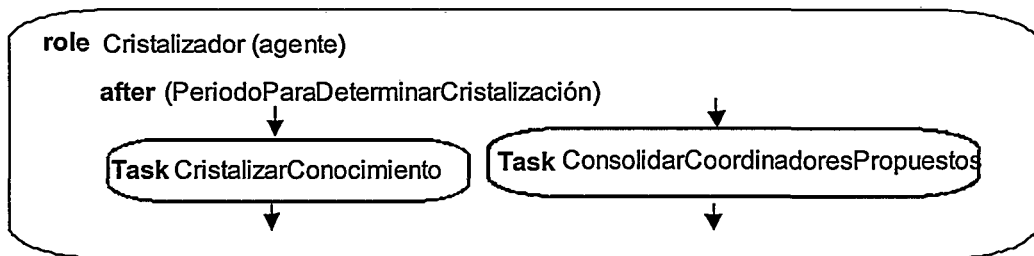 role Cristalizador (agente)
after (PeriodoParaDeterminarCristalización)
Task CristalizarConocimiento
Task ConsolidarCoordinadoresPropuestos